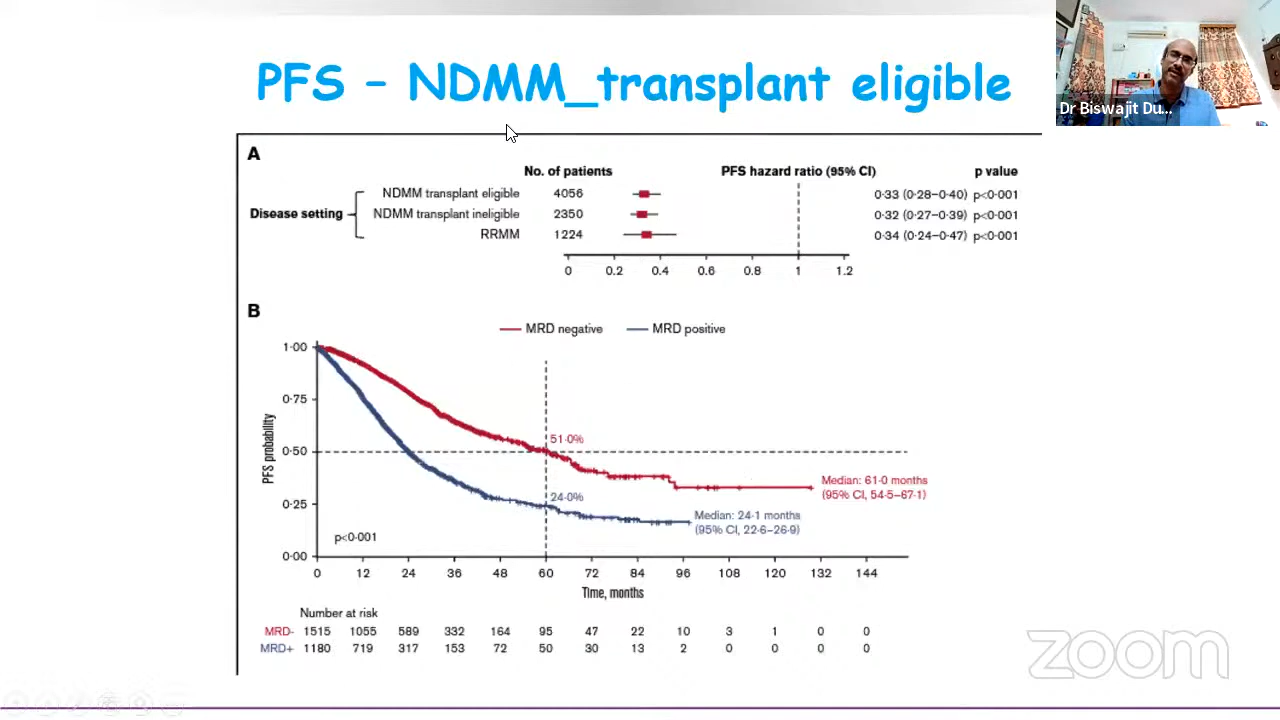 PFS – NDMM_transplant eligible
Dr Biswajit Du...
A
No. of patients PFS hazard ratio (95% CI) p value
Disease setting
NDMM transplant eligible 4056 0·33 (0·28–0·40) p<0·001
NDMM transplant ineligible 2350 0·32 (0·27–0·39) p<0·001
RRMM 1224 0·34 (0·24–0·47) p<0·001
0 0.2 0.4 0.6 0.8 1 1.2
B
MRD negative MRD positive
1·00
0·75
0·50
0·25
0·00
PFS probability
51·0%
24·0%
Median: 61·0 months
(95% CI, 54·5–67·1)
Median: 24·1 months
(95% CI, 22·6–26·9)
p<0·001
0 12 24 36 48 60 72 84 96 108 120 132 144
Time, months
Number at risk
MRD- 1515 1055 589 332 164 95 47 22 10 3 1 0 0
MRD+ 1180 719 317 153 72 50 30 13 2 0 0 0 0
zoom